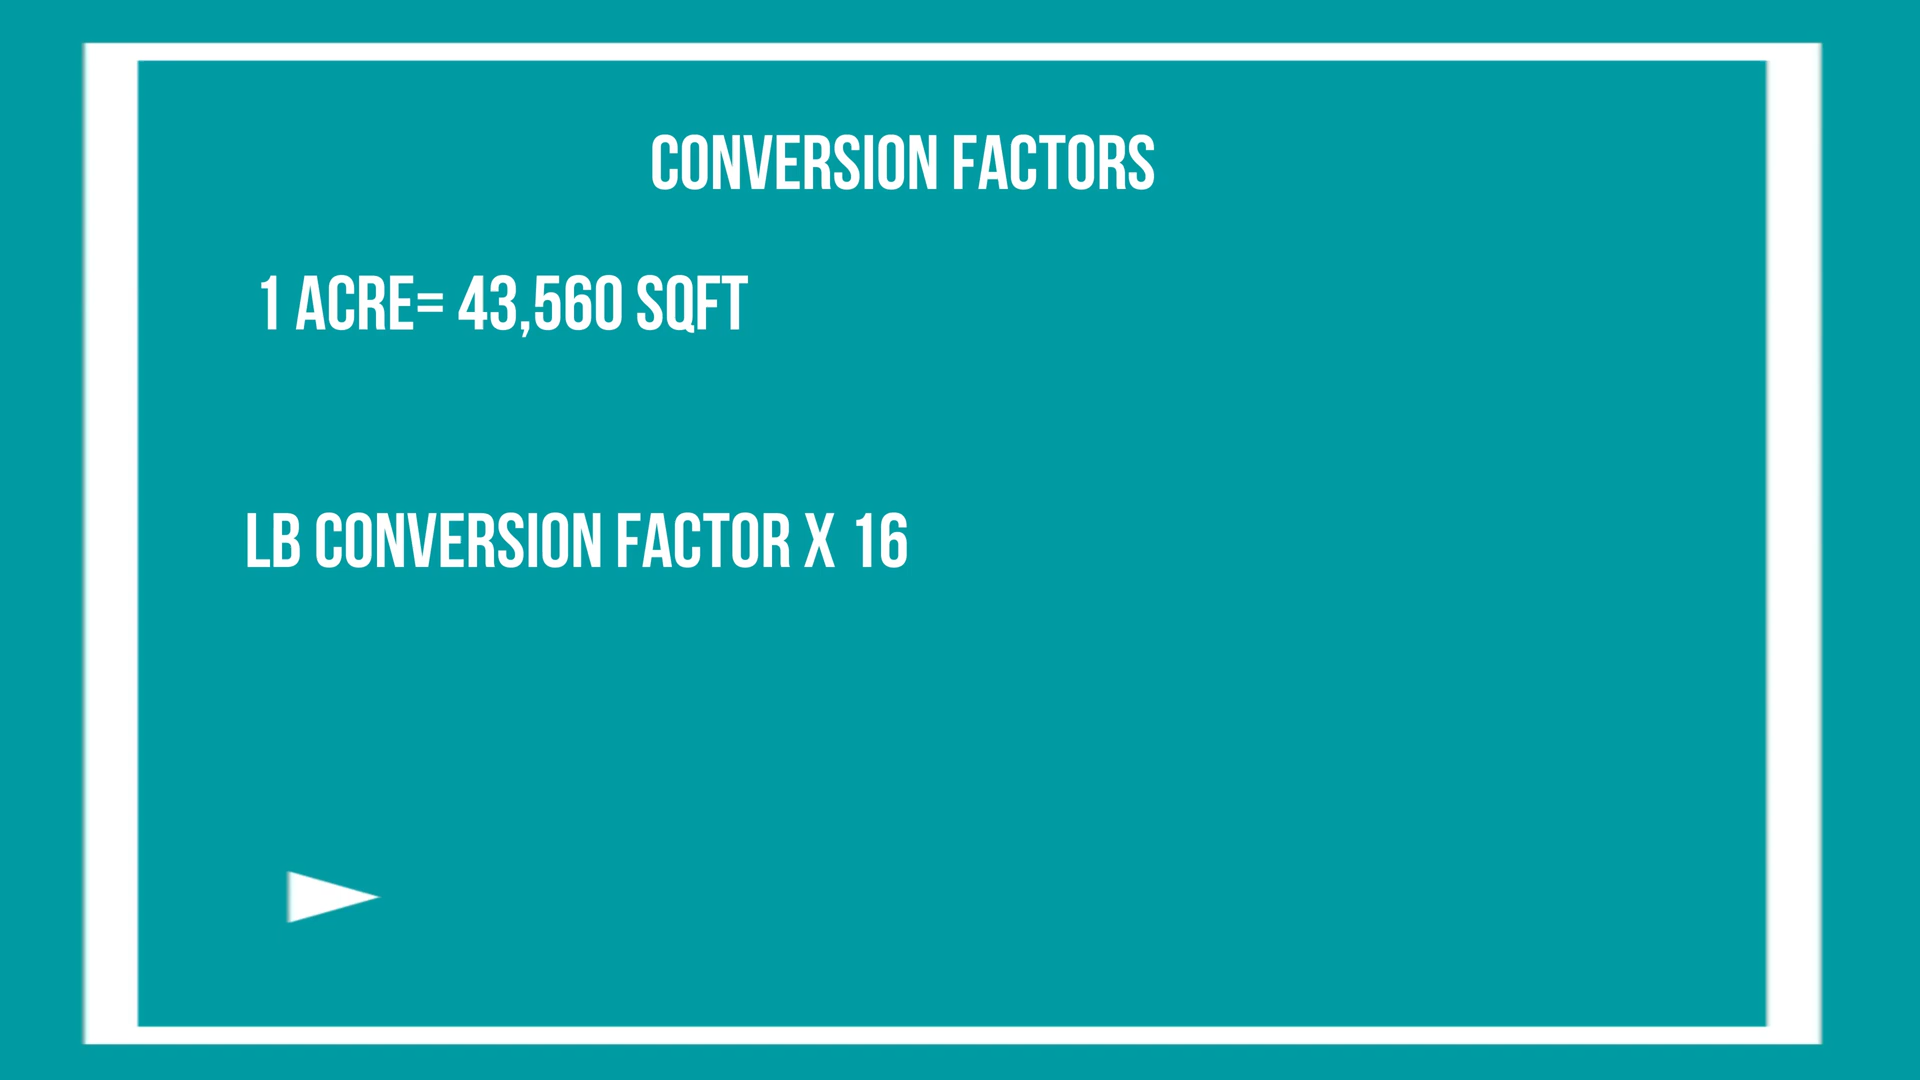 CONVERSION FACTORS
1 ACRE= 43,560 SQFT
LB CONVERSION FACTOR X 16